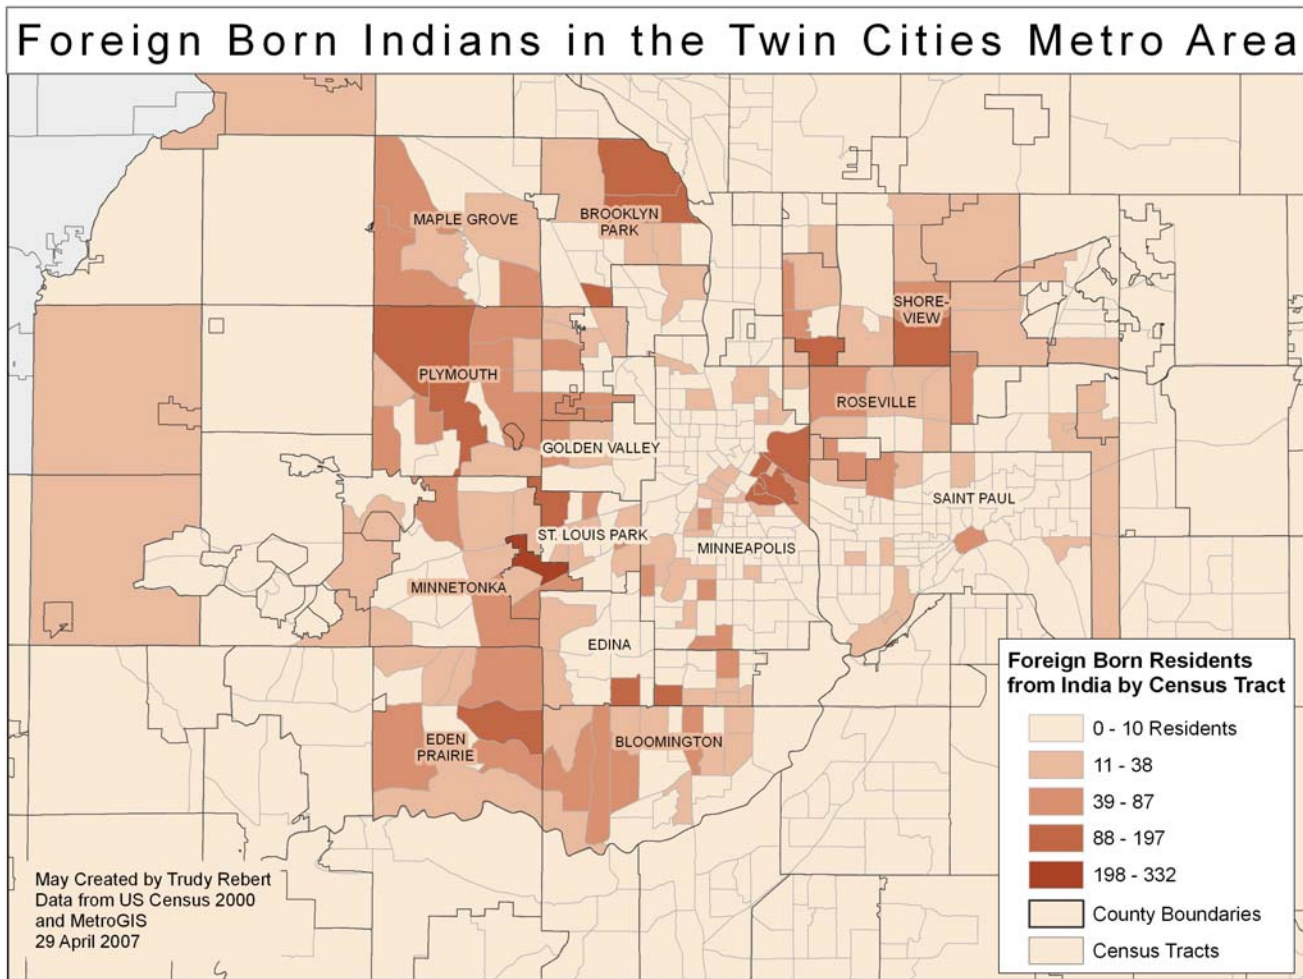 Foreign Born Indians in the Twin Cities Metro Area
MAPLE GROVE
BROOKLYN
PARK
SHORE-
VIEW
PLYMOUTH
ROSEVILLE
GOLDEN VALLEY
SAINT PAUL
ST. LOUIS PARK
MINNEAPOLIS
MINNETONKA
EDINA
EDEN
PRAIRIE
BLOOMINGTON
Foreign Born Residents
from India by Census Tract
0 - 10 Residents
11 - 38
39 - 87
88 - 197
198 - 332
County Boundaries
Census Tracts
May Created by Trudy Rebert
Data from US Census 2000
and MetroGIS
29 April 2007